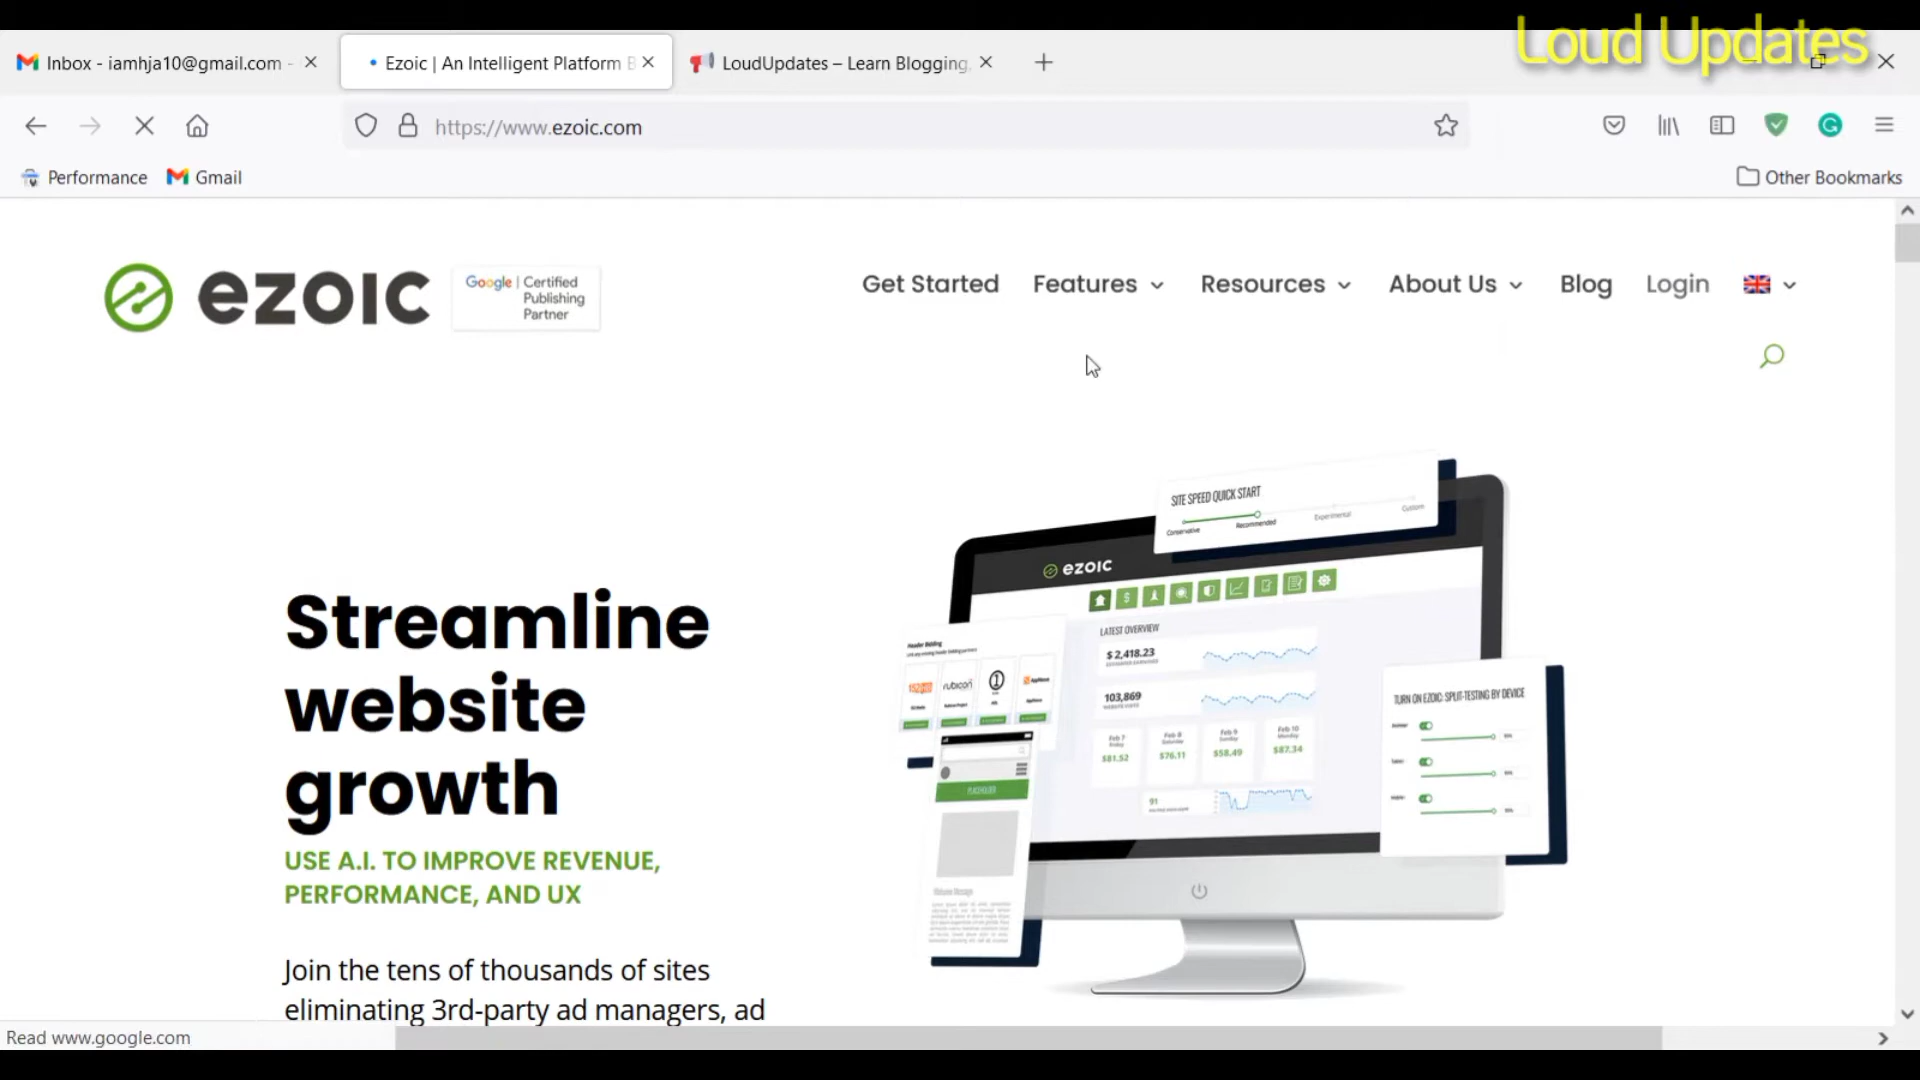 Loud Updates
Inbox - iamhja10@gmail.com -
Ezoic | An Intelligent Platform B
LoudUpdates – Learn Blogging,
https://www.ezoic.com
Performance
Gmail
Other Bookmarks
ezoic
Google | Certified
Publishing
Partner
Get Started
Features
Resources
About Us
Blog
Login
SITE SPEED QUICK START
Conservative
Recommended
Experimental
Custom
ezoic
LATEST OVERVIEW
$ 2,418.23
103,869
Feb 7
Friday
$81.52
Feb 8
Saturday
$76.11
Feb 9
Sunday
$58.49
Feb 10
Monday
$87.34
91
Header Bidding
rubicon
AppNexus
PLACEHOLDER
TURN ON EZOIC: SPLIT-TESTING BY DEVICE
Streamline
website
growth
USE A.I. TO IMPROVE REVENUE,
PERFORMANCE, AND UX
Join the tens of thousands of sites
eliminating 3rd-party ad managers, ad
Read www.google.com